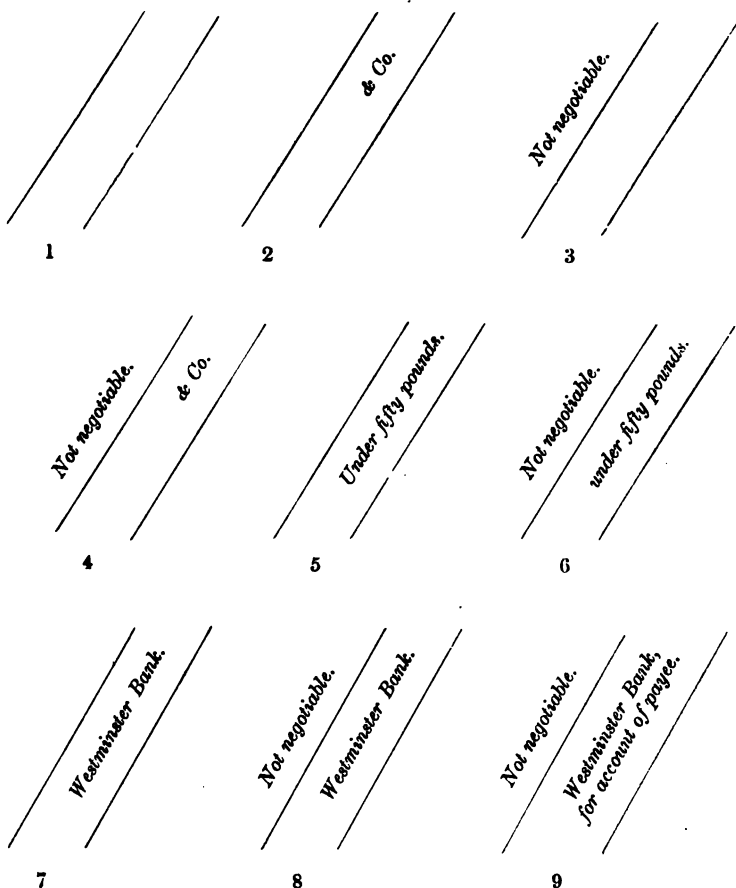 & Co.
Not negotiable.
1
2
3
Not negotiable.
& Co.
Under fifty pounds.
Not negotiable.
under fifty pounds.
4
5
6
Westminster Bank.
Not negotiable.
Westminster Bank.
Not negotiable.
Westminster Bank,
for account of payee.
7
8
9